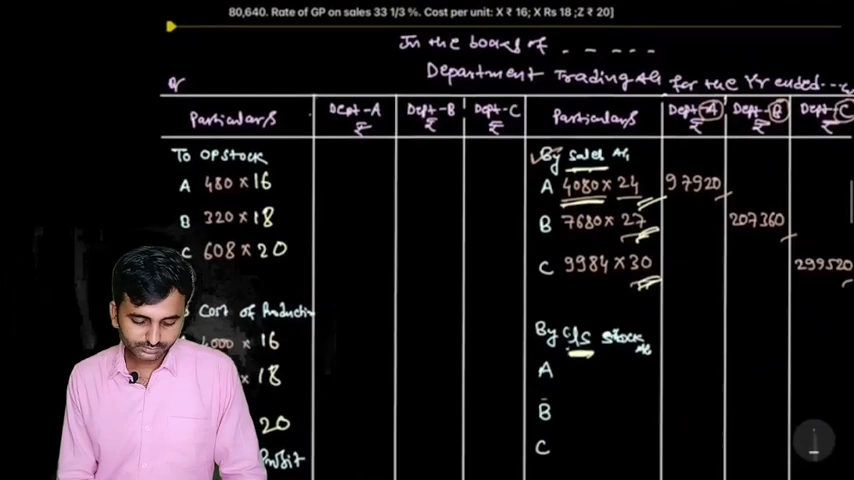 80,640. Rate of GP on sales 33 1/3 %. Cost per unit: X ₹ 16; X Rs 18 ;Z ₹ 20]
In the books of - - - - -
Department Trading A/c for the Yr ended...
Dr
Particulars Dept-A ₹ Dept-B ₹ Dept-C ₹ Particulars Dept-A ₹ Dept-B ₹ Dept-C ₹
To OP Stock By Sales A/c
A 480 × 16 A 4080 × 24 97920
B 320 × 18 B 7680 × 27 207360
C 608 × 20 C 9984 × 30 299520
Cost of Production By Cls Stock
4000 × 16 A
× 18 B
20 C
Profit